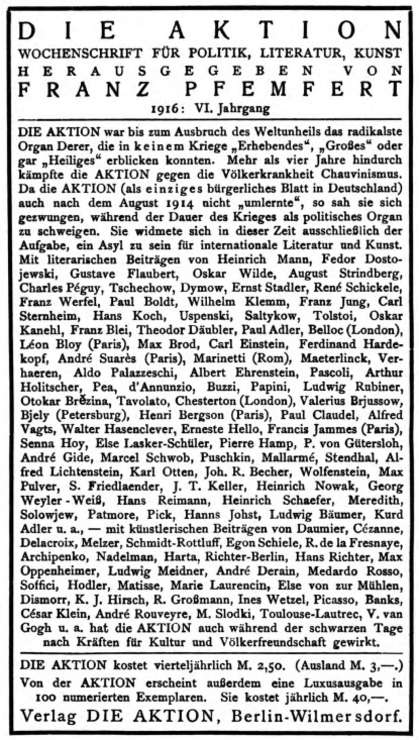 DIE AKTION
WOCHENSCHRIFT FÜR POLITIK, LITERATUR, KUNST
HERAUSGEGEBEN VON
FRANZ PFEMFERT
1916: VI. Jahrgang
DIE AKTION war bis zum Ausbruch des Weltunheils das radikalste
Organ Derer, die in keinem Kriege „Erhebendes“, „Großes“ oder
gar „Heiliges“ erblicken konnten. Mehr als vier Jahre hindurch
kämpfte die AKTION gegen die Völkerkrankheit Chauvinismus.
Da die AKTION (als einziges bürgerliches Blatt in Deutschland)
auch nach dem August 1914 nicht „umlernte“, so sah sie sich
gezwungen, während der Dauer des Krieges als politisches Organ
zu schweigen. Sie widmete sich in dieser Zeit ausschließlich der
Aufgabe, ein Asyl zu sein für internationale Literatur und Kunst.
Mit literarischen Beiträgen von Heinrich Mann, Fedor Dosto-
jewski, Gustave Flaubert, Oskar Wilde, August Strindberg,
Charles Péguy, Tschechow, Dymow, Ernst Stadler, René Schickele,
Franz Werfel, Paul Boldt, Wilhelm Klemm, Franz Jung, Carl
Sternheim, Hans Koch, Uspenski, Saltykow, Tolstoi, Oskar
Kanehl, Franz Blei, Theodor Däubler, Paul Adler, Belloc (London),
Léon Bloy (Paris), Max Brod, Carl Einstein, Ferdinand Harde-
kopf, André Suarès (Paris), Marinetti (Rom), Maeterlinck, Ver-
haeren, Aldo Palazzeschi, Albert Ehrenstein, Pascoli, Arthur
Holitscher, Pea, d'Annunzio, Buzzi, Papini, Ludwig Rubiner,
Otokar Brězina, Tavolato, Chesterton (London), Valerius Brjussow,
Bjely (Petersburg), Henri Bergson (Paris), Paul Claudel, Alfred
Vagts, Walter Hasenclever, Erneste Hello, Francis Jammes (Paris),
Senna Hoy, Else Lasker-Schüler, Pierre Hamp, P. von Gütersloh,
André Gide, Marcel Schwob, Puschkin, Mallarmé, Stendhal, Al-
fred Lichtenstein, Karl Otten, Joh. R. Becher, Wolfenstein, Max
Pulver, S. Friedlaender, J. T. Keller, Heinrich Nowak, Georg
Weyler-Weiß, Hans Reimann, Heinrich Schaefer, Meredith,
Solowjew, Patmore, Pick, Hanns Johst, Ludwig Bäumer, Kurd
Adler u. a., — mit künstlerischen Beiträgen von Daumier, Cézanne,
Delacroix, Melzer, Schmidt-Rottluff, Egon Schiele, R. de la Fresnaye,
Archipenko, Nadelman, Harta, Richter-Berlin, Hans Richter, Max
Oppenheimer, Ludwig Meidner, André Derain, Medardo Rosso,
Soffici, Hodler, Matisse, Marie Laurencin, Else von zur Mühlen,
Dismorr, K. J. Hirsch, R. Großmann, Ines Wetzel, Picasso, Banks,
César Klein, André Rouveyre, M. Slodki, Toulouse-Lautrec, V. van
Gogh u. a. hat die AKTION auch während der schwarzen Tage
nach Kräften für Kultur und Völkerfreundschaft gewirkt.
DIE AKTION kostet vierteljährlich M. 2,50. (Ausland M. 3,—.)
Von der AKTION erscheint außerdem eine Luxusausgabe in
100 numerierten Exemplaren. Sie kostet jährlich M. 40,—.
Verlag DIE AKTION, Berlin-Wilmersdorf.